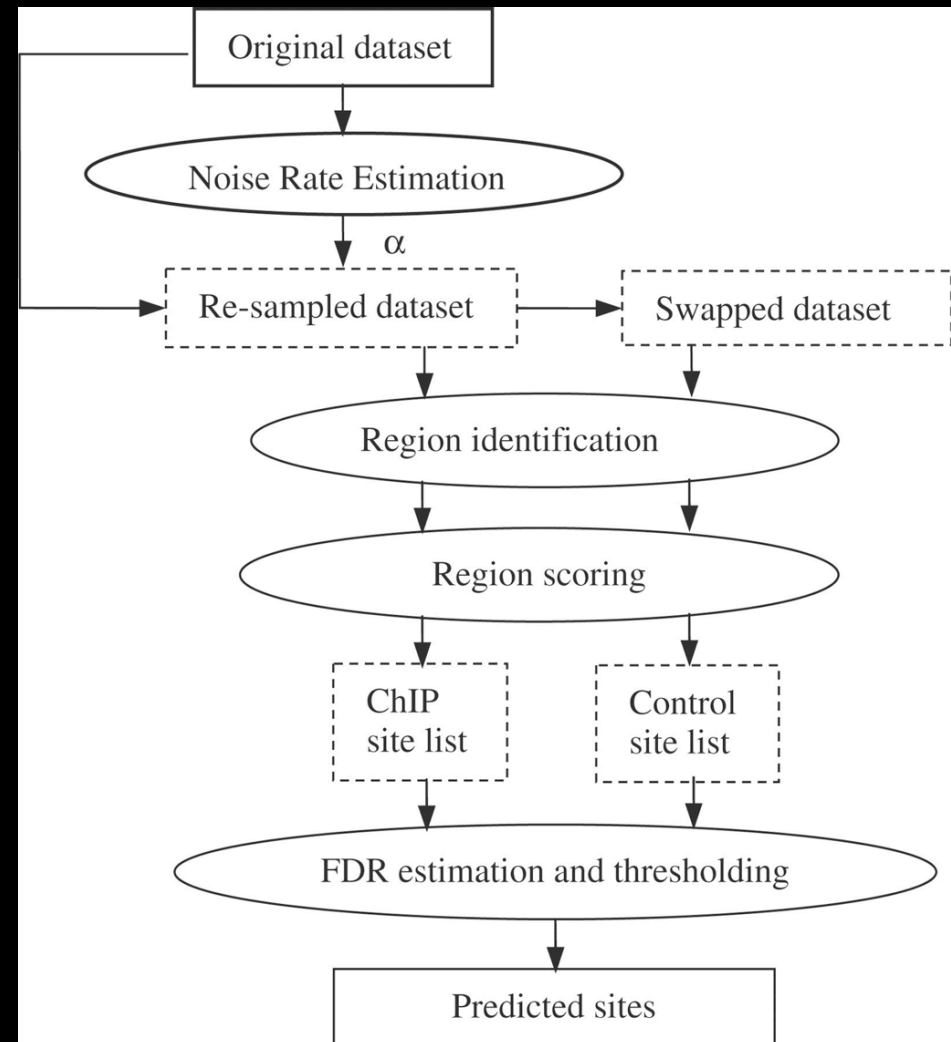 Original dataset
Noise Rate Estimation
α
Re-sampled dataset
Swapped dataset
Region identification
Region scoring
ChIP
site list
Control
site list
FDR estimation and thresholding
Predicted sites